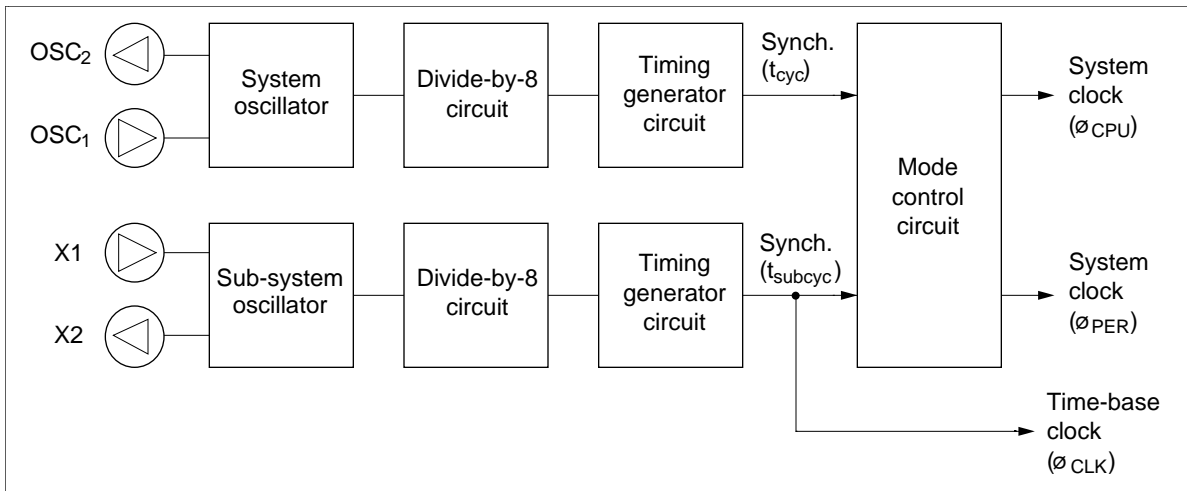 OSC2
OSC1
System
oscillator
Divide-by-8
circuit
Timing
generator
circuit
Synch.
(tcyc)
System
clock
(øCPU)
Mode
control
circuit
X1
X2
Sub-system
oscillator
Divide-by-8
circuit
Timing
generator
circuit
Synch.
(tsubcyc)
System
clock
(øPER)
Time-base
clock
(øCLK)